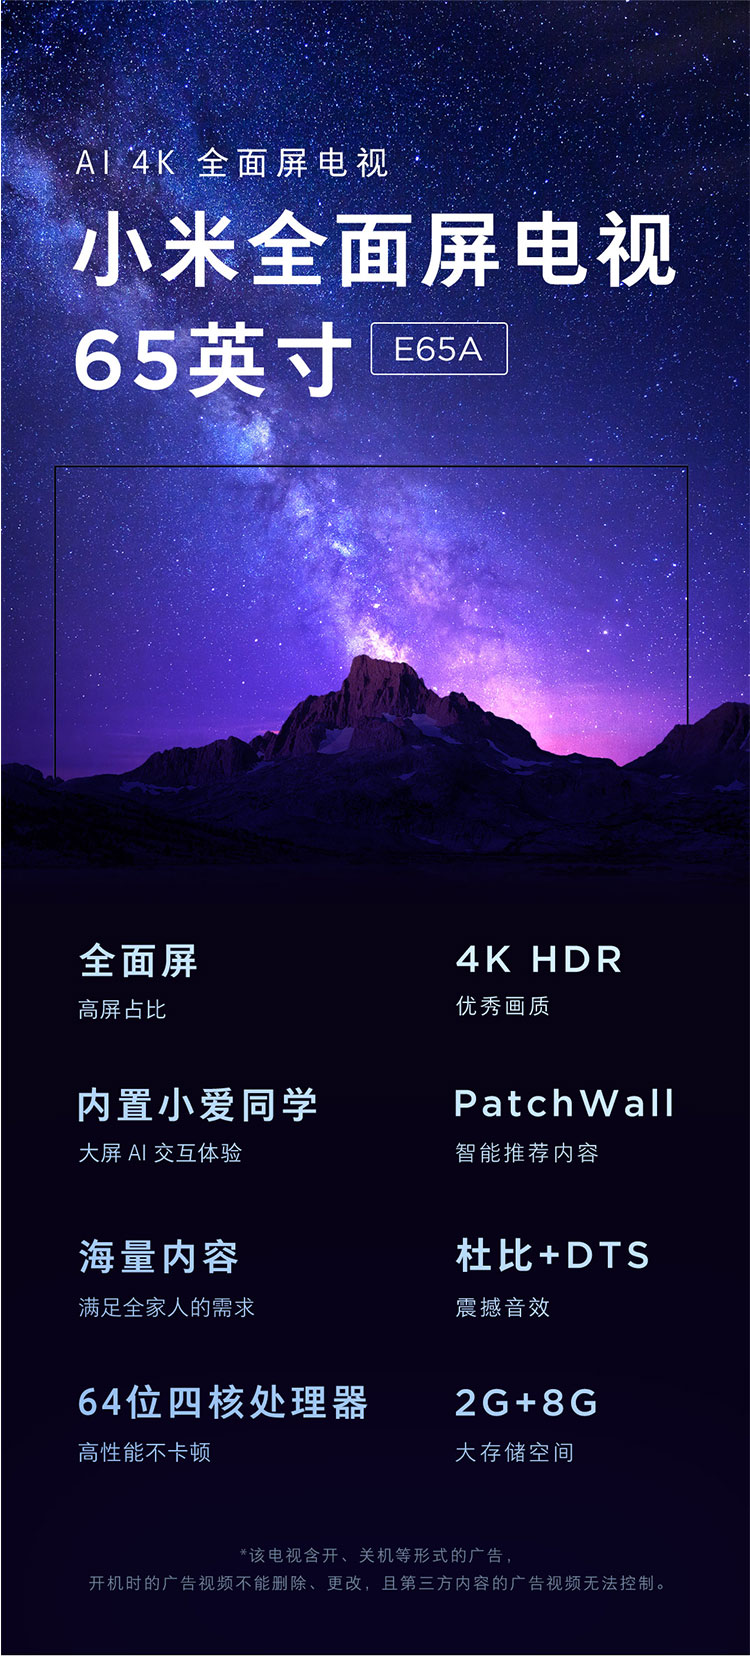 AI 4K 全面屏电视
小米全面屏电视
65英寸 E65A
全面屏
高屏占比
4K HDR
优秀画质
内置小爱同学
大屏 AI 交互体验
PatchWall
智能推荐内容
海量内容
满足全家人的需求
杜比+DTS
震撼音效
64位四核处理器
高性能不卡顿
2G+8G
大存储空间
*该电视含开、关机等形式的广告，
开机时的广告视频不能删除、更改，且第三方内容的广告视频无法控制。